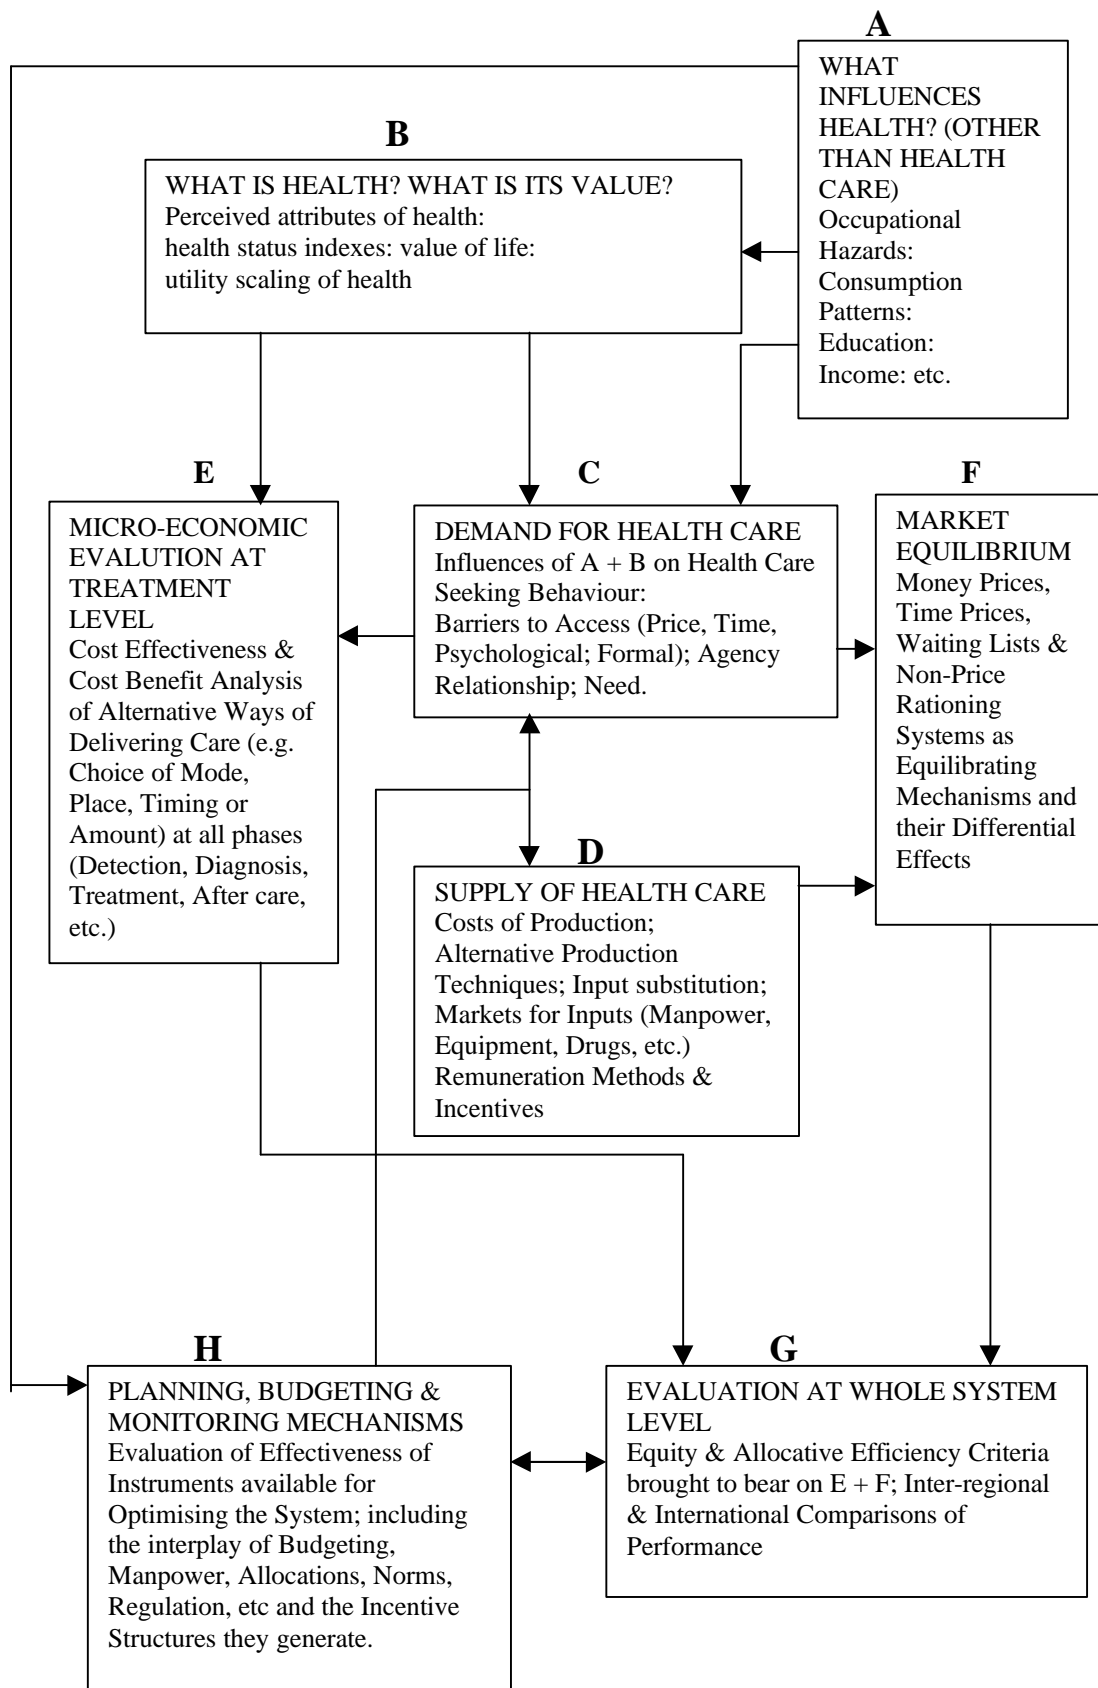 A
WHAT
INFLUENCES
HEALTH? (OTHER
THAN HEALTH
CARE)
Occupational
Hazards:
Consumption
Patterns:
Education:
Income: etc.
B
WHAT IS HEALTH? WHAT IS ITS VALUE?
Perceived attributes of health:
health status indexes: value of life:
utility scaling of health
E
MICRO-ECONOMIC
EVALUTION AT
TREATMENT
LEVEL
Cost Effectiveness &
Cost Benefit Analysis
of Alternative Ways of
Delivering Care (e.g.
Choice of Mode,
Place, Timing or
Amount) at all phases
(Detection, Diagnosis,
Treatment, After care,
etc.)
C
DEMAND FOR HEALTH CARE
Influences of A + B on Health Care
Seeking Behaviour:
Barriers to Access (Price, Time,
Psychological; Formal); Agency
Relationship; Need.
F
MARKET
EQUILIBRIUM
Money Prices,
Time Prices,
Waiting Lists &
Non-Price
Rationing
Systems as
Equilibrating
Mechanisms and
their Differential
Effects
D
SUPPLY OF HEALTH CARE
Costs of Production;
Alternative Production
Techniques; Input substitution;
Markets for Inputs (Manpower,
Equipment, Drugs, etc.)
Remuneration Methods &
Incentives
H
PLANNING, BUDGETING &
MONITORING MECHANISMS
Evaluation of Effectiveness of
Instruments available for
Optimising the System; including
the interplay of Budgeting,
Manpower, Allocations, Norms,
Regulation, etc and the Incentive
Structures they generate.
G
EVALUATION AT WHOLE SYSTEM
LEVEL
Equity & Allocative Efficiency Criteria
brought to bear on E + F; Inter-regional
& International Comparisons of
Performance